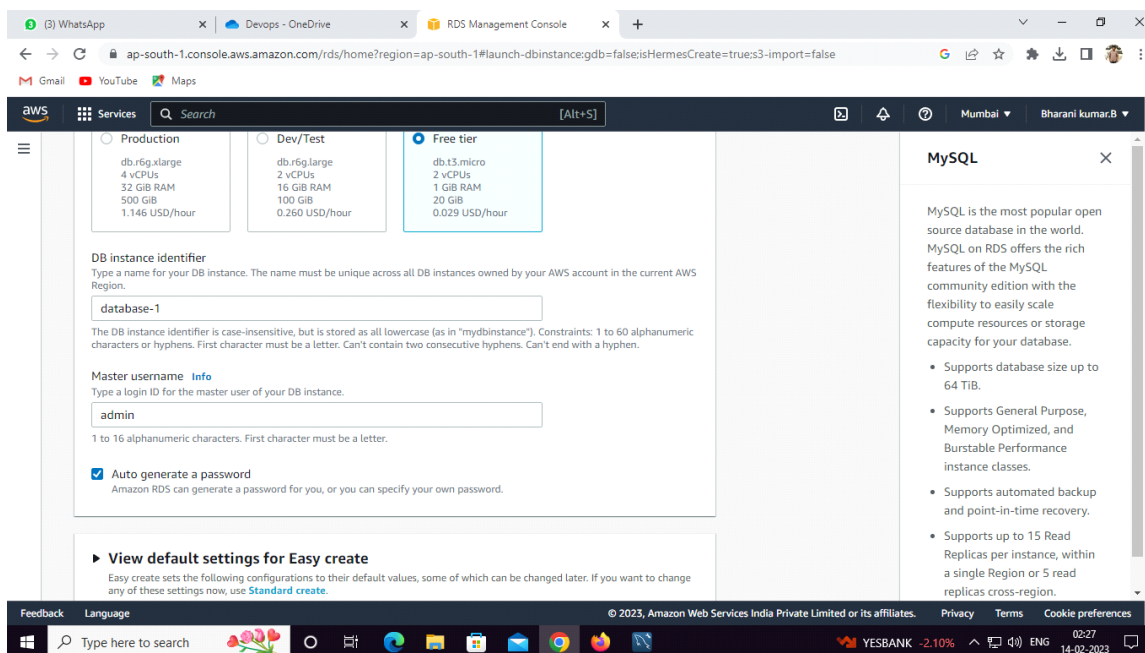 (3) WhatsApp
Devops - OneDrive
RDS Management Console
ap-south-1.console.aws.amazon.com/rds/home?region=ap-south-1#launch-dbinstance:gdb=false;isHermesCreate=true;s3-import=false
Gmail
YouTube
Maps
aws
Services
Search
[Alt+S]
Mumbai ▼
Bharani kumar.B ▼
Production
db.r6g.xlarge
4 vCPUs
32 GiB RAM
500 GiB
1.146 USD/hour
Dev/Test
db.r6g.large
2 vCPUs
16 GiB RAM
100 GiB
0.260 USD/hour
Free tier
db.t3.micro
2 vCPUs
1 GiB RAM
20 GiB
0.029 USD/hour
DB instance identifier
Type a name for your DB instance. The name must be unique across all DB instances owned by your AWS account in the current AWS
Region.
database-1
The DB instance identifier is case-insensitive, but is stored as all lowercase (as in "mydbinstance"). Constraints: 1 to 60 alphanumeric
characters or hyphens. First character must be a letter. Can't contain two consecutive hyphens. Can't end with a hyphen.
Master username Info
Type a login ID for the master user of your DB instance.
admin
1 to 16 alphanumeric characters. First character must be a letter.
Auto generate a password
Amazon RDS can generate a password for you, or you can specify your own password.
View default settings for Easy create
Easy create sets the following configurations to their default values, some of which can be changed later. If you want to change
any of these settings now, use Standard create.
MySQL
MySQL is the most popular open
source database in the world.
MySQL on RDS offers the rich
features of the MySQL
community edition with the
flexibility to easily scale
compute resources or storage
capacity for your database.
• Supports database size up to
64 TiB.
• Supports General Purpose,
Memory Optimized, and
Burstable Performance
instance classes.
• Supports automated backup
and point-in-time recovery.
• Supports up to 15 Read
Replicas per instance, within
a single Region or 5 read
replicas cross-region.
Feedback
Language
© 2023, Amazon Web Services India Private Limited or its affiliates.
Privacy
Terms
Cookie preferences
Type here to search
YESBANK -2.10%
ENG
02:27
14-02-2023